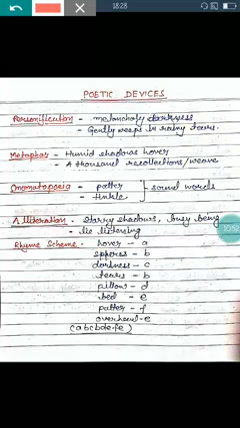 18:28
POETIC DEVICES
Personification - melancholy darkness
- Gently weeps in rainy tears.
Metaphor - Humid shadows hover
- A thousand recollections/weave
Onomatopoeia - patter
- tinkle } sound words
Alliteration - Starry shadows, busy being
- lie listening
Rhyme Scheme - hover - a
spheres - b
darkness - c
tears - b
pillow - d
bed - e
patter - f
overhead - e
(abcbdefe)